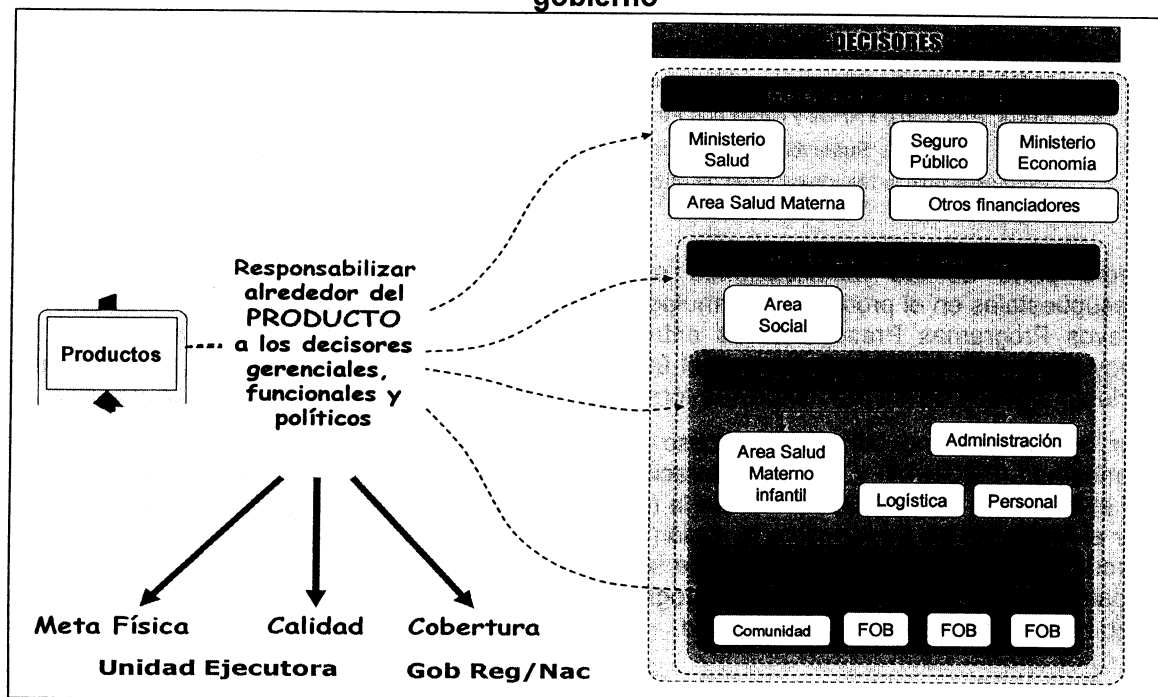 gobierno
DECISORES
Ministerio
Salud
Seguro
Público
Ministerio
Economía
Area Salud Materna
Otros financiadores
Area
Social
Responsabilizar
alrededor del
PRODUCTO
a los decisores
gerenciales,
funcionales y
políticos
Productos
Area Salud
Materno
infantil
Administración
Logística
Personal
Comunidad
FOB
FOB
FOB
Meta Física
Calidad
Cobertura
Unidad Ejecutora
Gob Reg/Nac